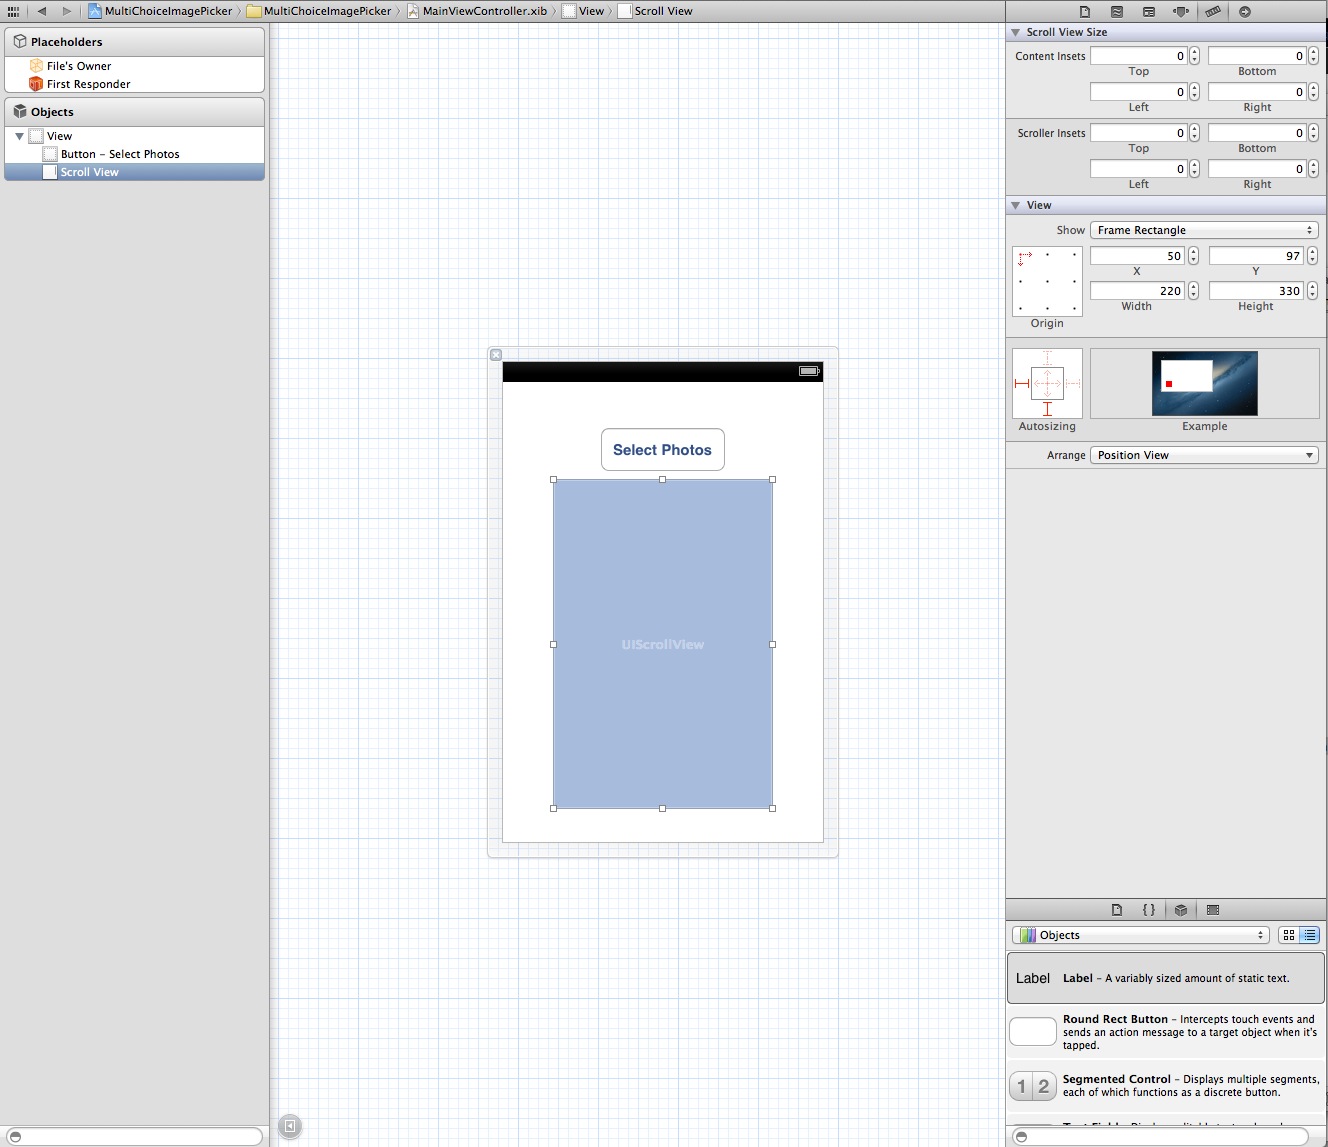 MultiChoiceImagePicker MultiChoiceImagePicker MainViewController.xib View Scroll View
Placeholders
File's Owner
First Responder
Objects
View
Button – Select Photos
Scroll View
Select Photos
UIScrollView
Scroll View Size
Content Insets 0 0
Top Bottom
0 0
Left Right
Scroller Insets 0 0
Top Bottom
0 0
Left Right
View
Show Frame Rectangle
50 97
X Y
220 330
Width Height
Origin
Autosizing Example
Arrange Position View
{ }
Objects
Label Label – A variably sized amount of static text.
Round Rect Button – Intercepts touch events and
sends an action message to a target object when it's
tapped.
1 2 Segmented Control – Displays multiple segments,
each of which functions as a discrete button.